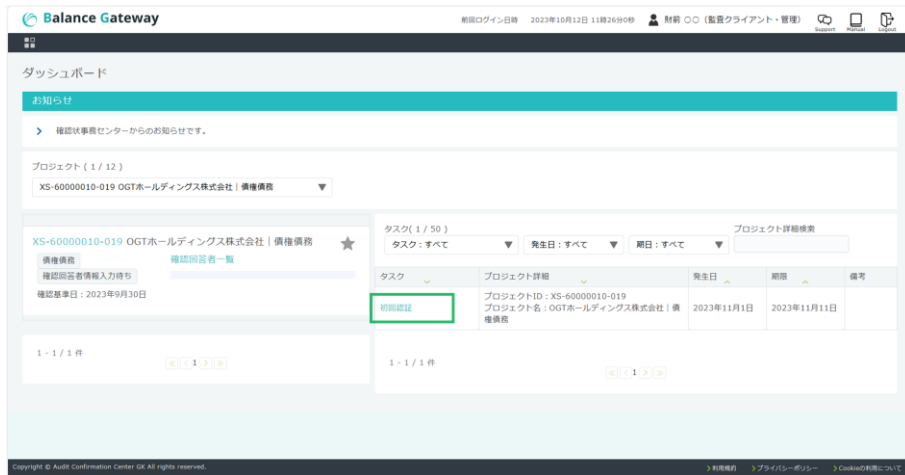 Balance Gateway
前回ログイン日時 2023年10月12日 11時26分0秒 財前 〇〇（監査クライアント・管理） Support Manual Logout
ダッシュボード
お知らせ
確認状事務センターからのお知らせです。
プロジェクト ( 1 / 12 )
XS-60000010-019 OGTホールディングス株式会社｜債権債務
XS-60000010-019 OGTホールディングス株式会社｜債権債務
債権債務 確認回答者一覧
確認回答者情報入力待ち
確認基準日：2023年9月30日
1 - 1 / 1 件
« < 1 > »
タスク( 1 / 50 ) プロジェクト詳細検索
タスク：すべて 発生日：すべて 期日：すべて
タスク プロジェクト詳細 発生日 期限 備考
初回認証 プロジェクトID：XS-60000010-019
プロジェクト名：OGTホールディングス株式会社｜債 2023年11月1日 2023年11月11日
権債務
1 - 1 / 1 件
« < 1 > »
Copyright © Audit Confirmation Center GK All rights reserved. 利用規約 プライバシーポリシー Cookieの利用について